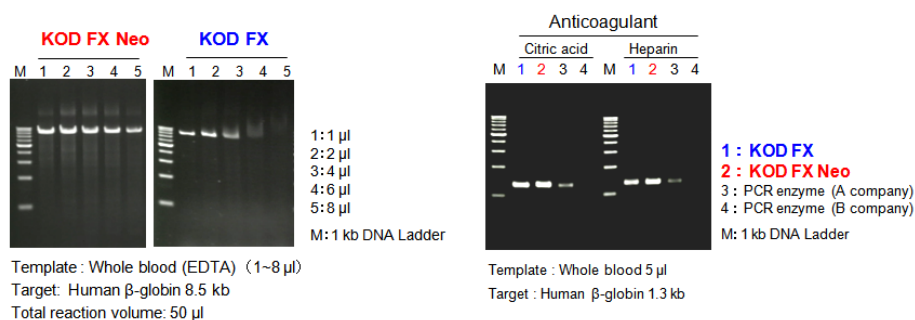 KOD FX Neo
M 1 2 3 4 5
KOD FX
M 1 2 3 4 5
1:1 µl
2:2 µl
3:4 µl
4:6 µl
5:8 µl
M:1 kb DNA Ladder
Template : Whole blood (EDTA) (1~8 µl)
Target: Human β-globin 8.5 kb
Total reaction volume: 50 µl
Anticoagulant
Citric acid Heparin
M 1 2 3 4 M 1 2 3 4
1 : KOD FX
2 : KOD FX Neo
3 : PCR enzyme (A company)
4 : PCR enzyme (B company)
M: 1 kb DNA Ladder
Template : Whole blood 5 µl
Target : Human β-globin 1.3 kb